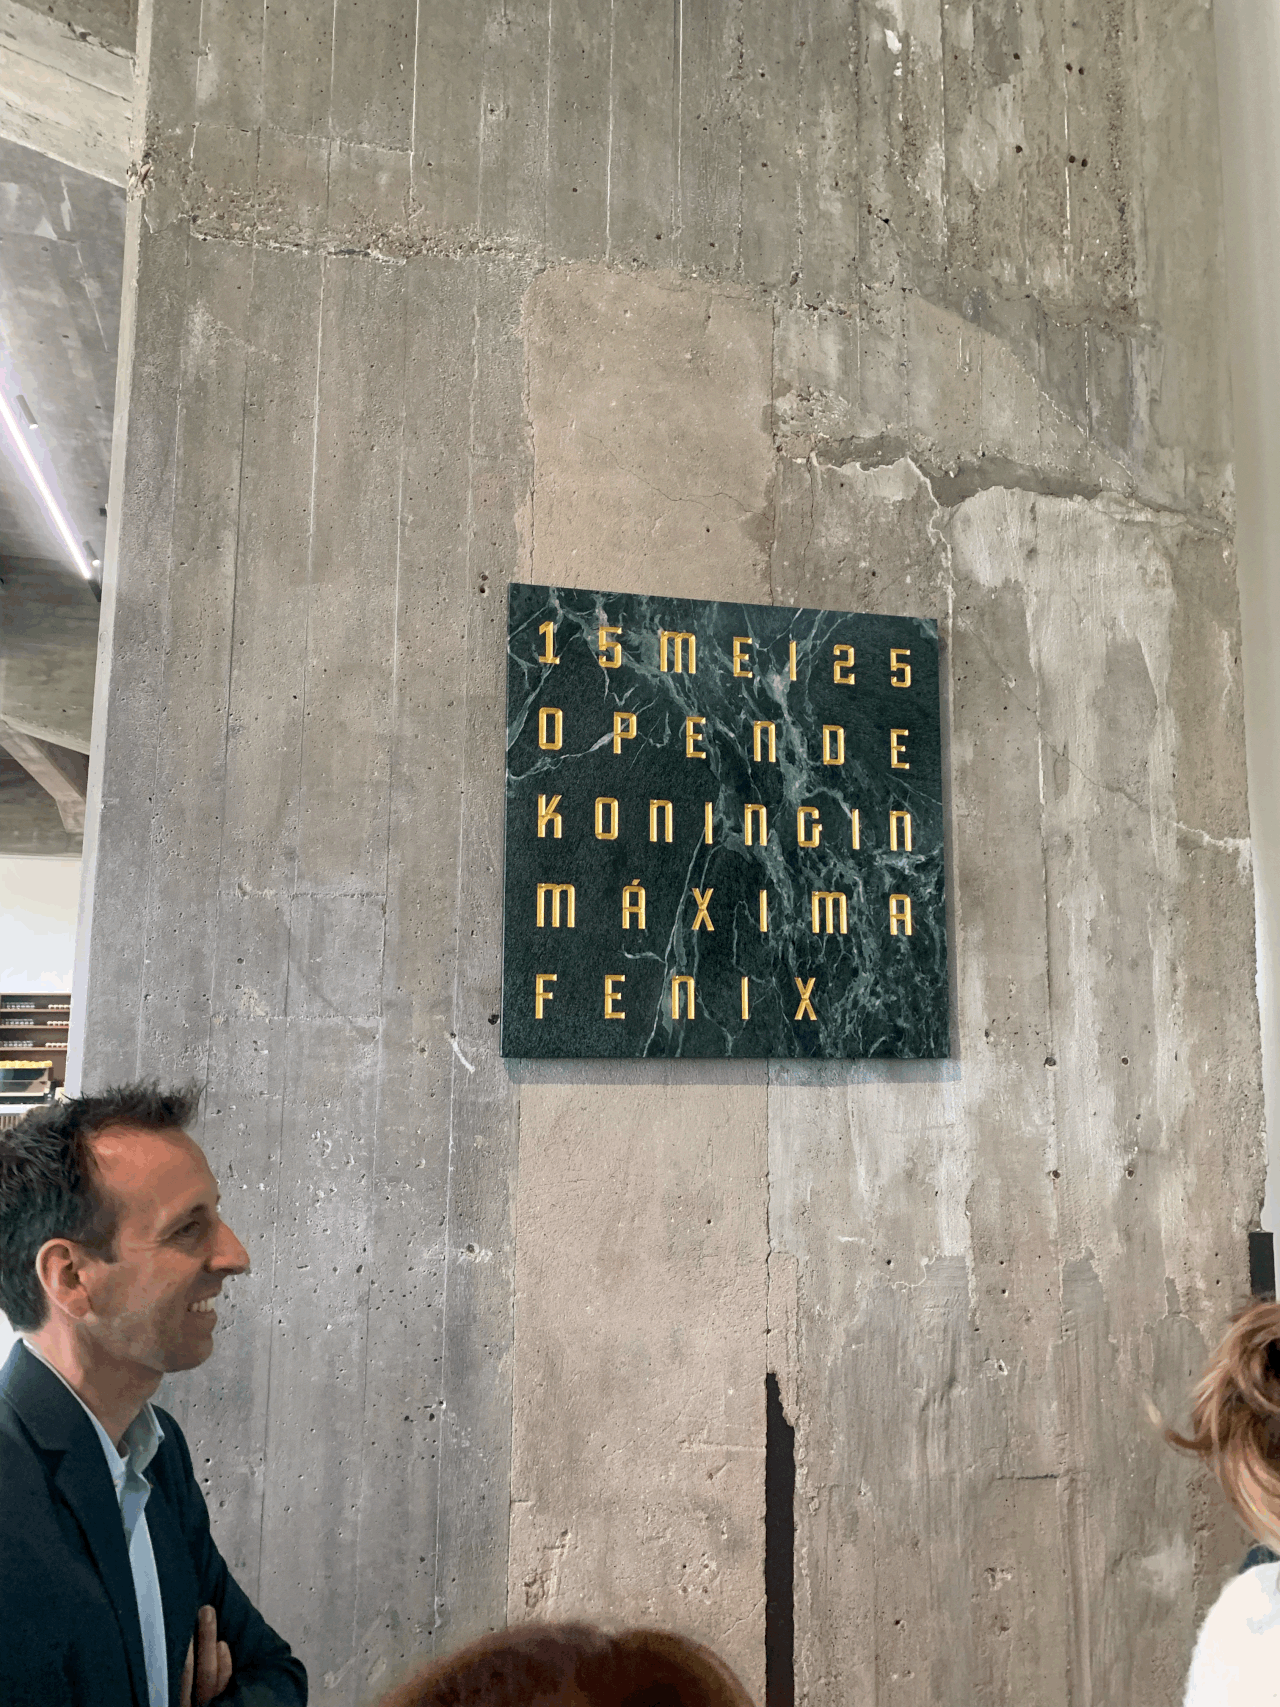 15MEI25
OPENDE
KONINGIN
MÁXIMA
FENIX